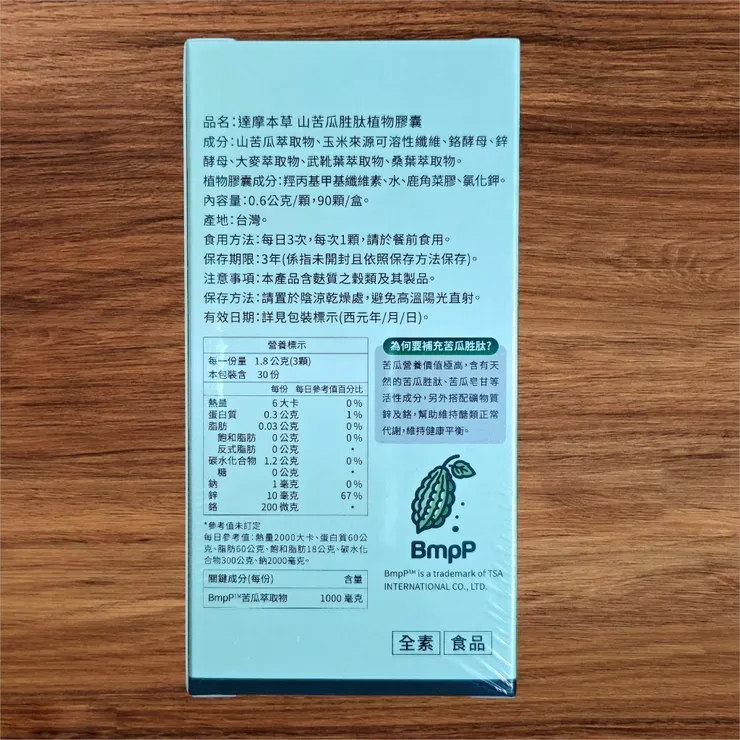 品名：達摩本草 山苦瓜胜肽植物膠囊
成分：山苦瓜萃取物、玉米來源可溶性纖維、鉻酵母、鋅
酵母、大麥萃取物、武靴葉萃取物、桑葉萃取物。
植物膠囊成分：羥丙基甲基纖維素、水、鹿角菜膠、氯化鉀。
內容量：0.6公克/顆，90顆/盒。
產地：台灣。
食用方法：每日3次，每次1顆，請於餐前食用。
保存期限：3年(係指未開封且依照保存方法保存)。
注意事項：本產品含麩質之穀類及其製品。
保存方法：請置於陰涼乾燥處，避免高溫陽光直射。
有效日期：詳見包裝標示(西元年/月/日)。
營養標示
每一份量 1.8公克(3顆)
本包裝含 30份
每份 每日參考值百分比
熱量 6大卡 0%
蛋白質 0.3公克 1%
脂肪 0.03公克 0%
飽和脂肪 0公克 0%
反式脂肪 0公克 *
碳水化合物 1.2公克 0%
糖 0公克 *
鈉 1毫克 0%
鋅 10毫克 67%
鉻 200微克 *
*參考值未訂定
每日參考值：熱量2000大卡、蛋白質60公
克、脂肪60公克、飽和脂肪18公克、碳水化
合物300公克、鈉2000毫克。
關鍵成分(每份) 含量
BmpP™苦瓜萃取物 1000毫克
為何要補充苦瓜胜肽?
苦瓜營養價值極高，含有天
然的苦瓜胜肽、苦瓜皂甘等
活性成分，另外搭配礦物質
鋅及鉻，幫助維持醣類正常
代謝，維持健康平衡。
BmpP
BmpP™ is a trademark of TSA
INTERNATIONAL CO., LTD.
全素 食品